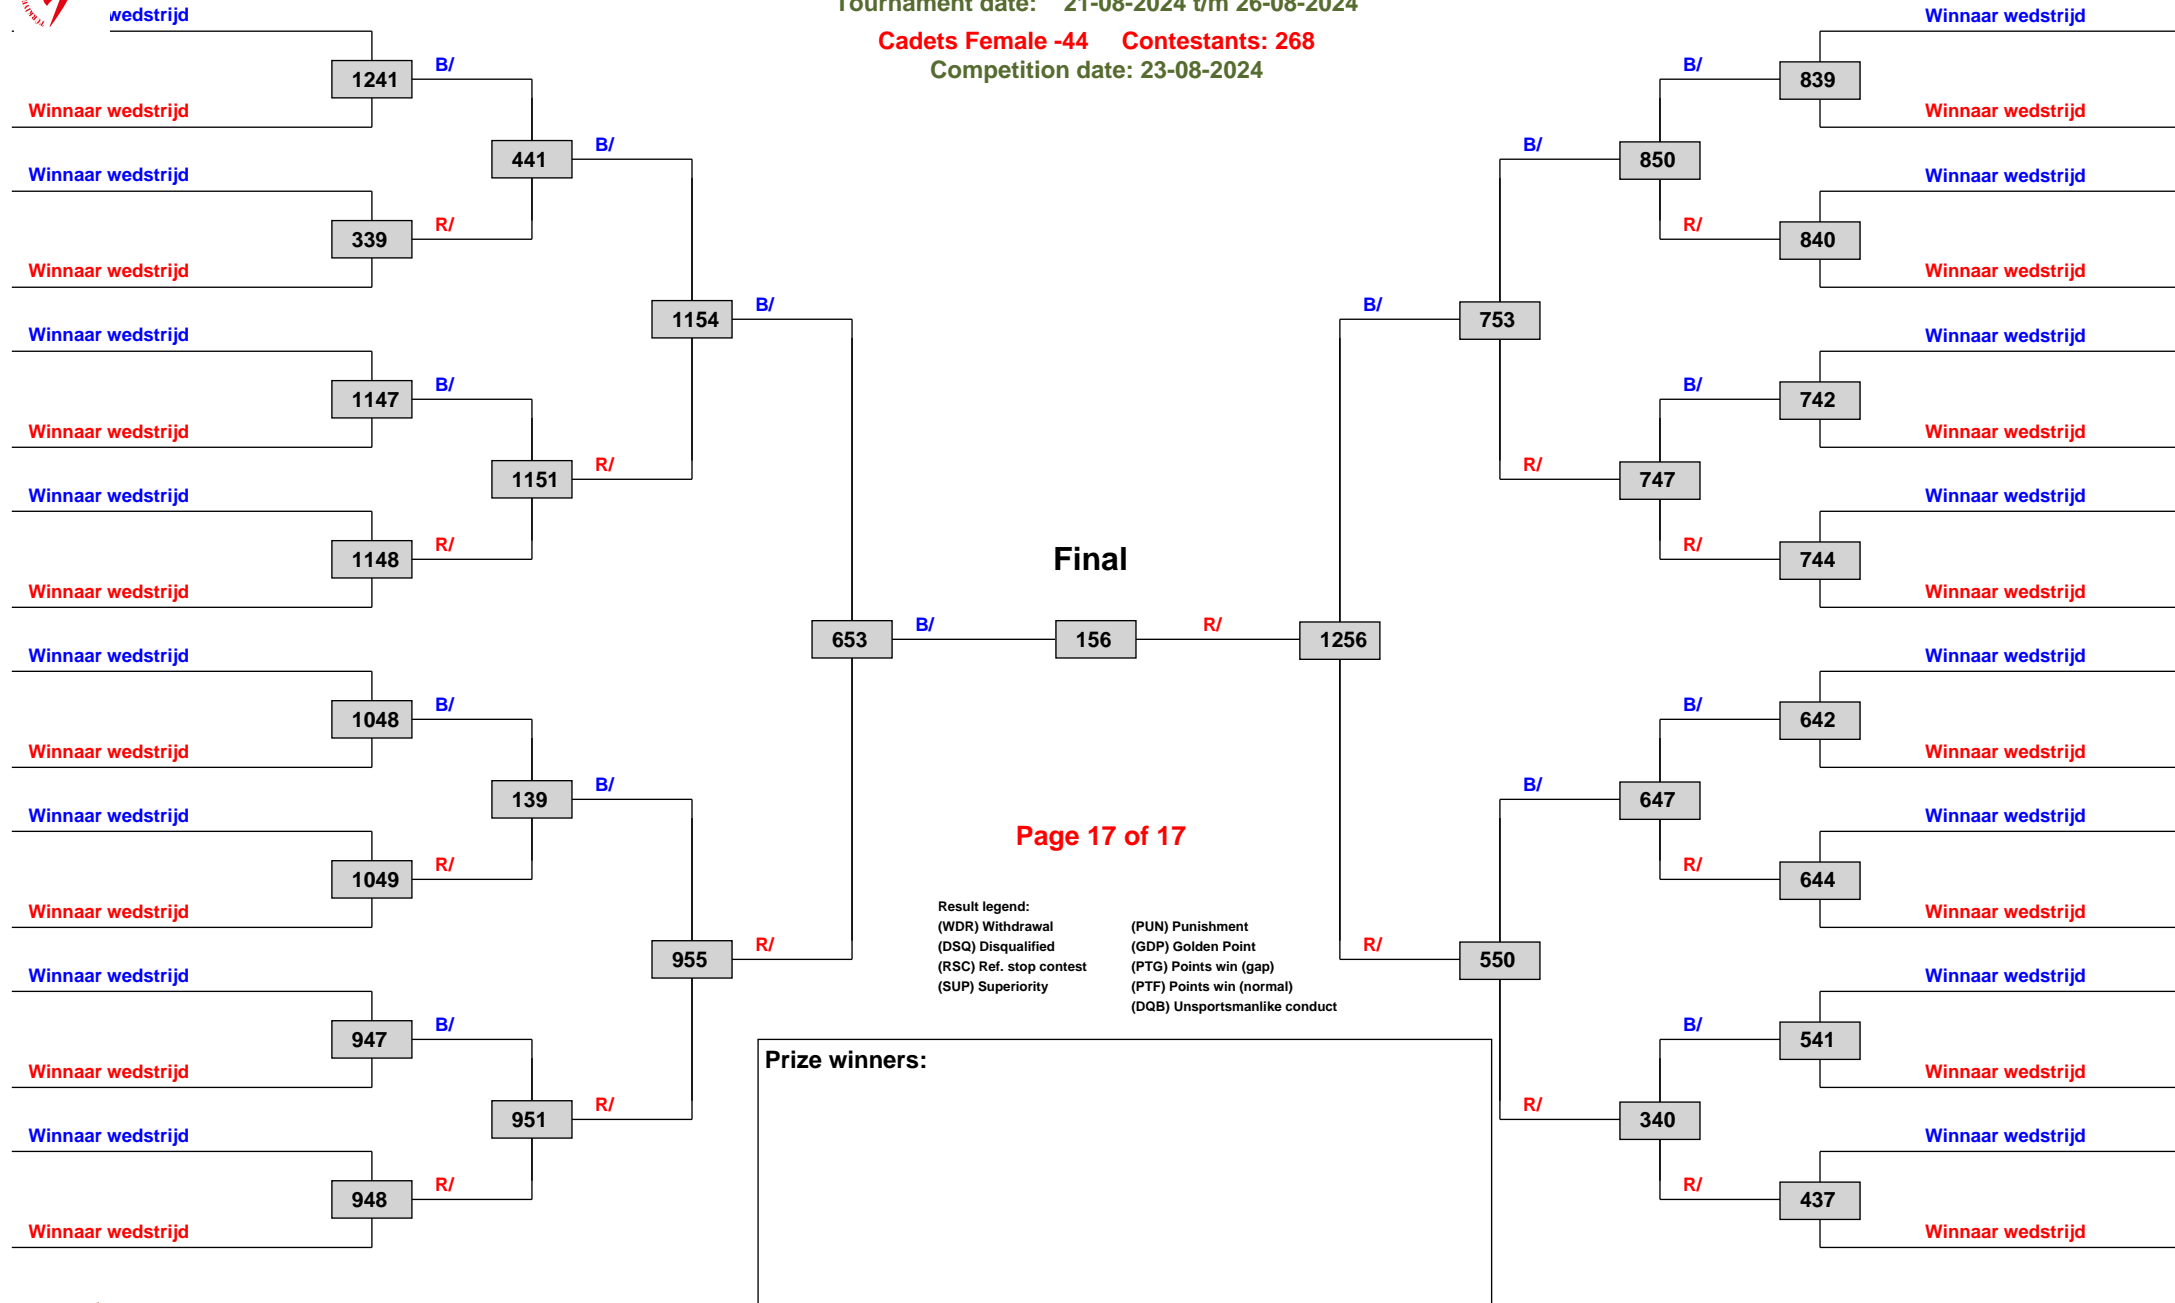 Tournament date: 21-08-2024 t/m 26-08-2024
Cadets Female -44 Contestants: 268
Competition date: 23-08-2024
wedstrijd
1241
B/
Winnaar wedstrijd
441
B/
Winnaar wedstrijd
339
R/
Winnaar wedstrijd
1154
B/
Winnaar wedstrijd
1147
B/
Winnaar wedstrijd
1151
R/
Winnaar wedstrijd
1148
R/
Winnaar wedstrijd
653
B/
Winnaar wedstrijd
1048
B/
Winnaar wedstrijd
139
B/
Winnaar wedstrijd
1049
R/
Winnaar wedstrijd
955
R/
Winnaar wedstrijd
947
B/
Winnaar wedstrijd
951
R/
Winnaar wedstrijd
948
R/
Winnaar wedstrijd
Final
156
R/
1256
Winnaar wedstrijd
B/
839
Winnaar wedstrijd
B/
850
Winnaar wedstrijd
R/
840
Winnaar wedstrijd
B/
753
Winnaar wedstrijd
B/
742
Winnaar wedstrijd
R/
747
Winnaar wedstrijd
R/
744
Winnaar wedstrijd
Winnaar wedstrijd
B/
642
Winnaar wedstrijd
B/
647
Winnaar wedstrijd
R/
644
Winnaar wedstrijd
R/
550
Winnaar wedstrijd
B/
541
Winnaar wedstrijd
R/
340
Winnaar wedstrijd
R/
437
Winnaar wedstrijd
Page 17 of 17
Result legend:
(WDR) Withdrawal
(DSQ) Disqualified
(RSC) Ref. stop contest
(SUP) Superiority
(PUN) Punishment
(GDP) Golden Point
(PTG) Points win (gap)
(PTF) Points win (normal)
(DQB) Unsportsmanlike conduct
Prize winners: